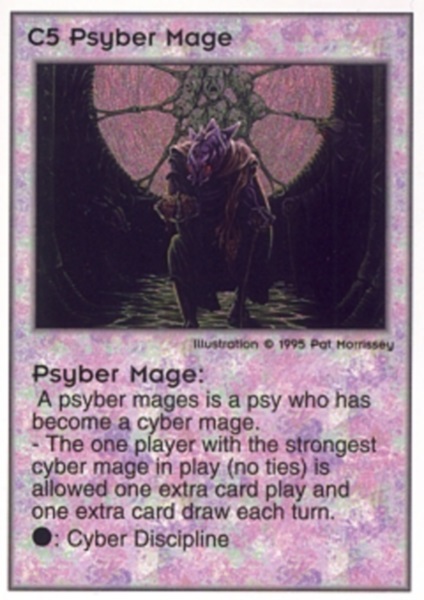 C5 Psyber Mage
Illustration © 1995 Pat Morrissey
Psyber Mage:
A psyber mages is a psy who has
become a cyber mage.
- The one player with the strongest
cyber mage in play (no ties) is
allowed one extra card play and
one extra card draw each turn.
●: Cyber Discipline